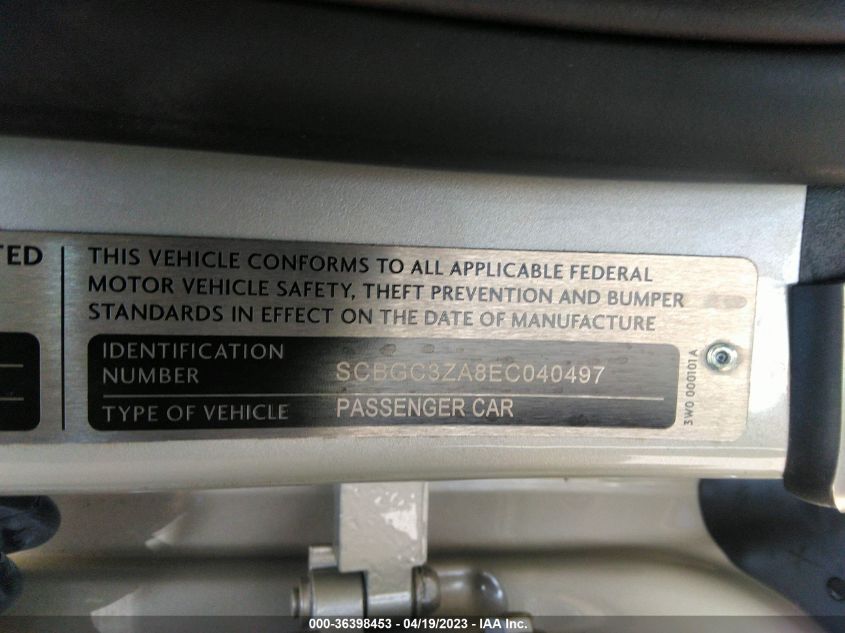 TED
THIS VEHICLE CONFORMS TO ALL APPLICABLE FEDERAL
MOTOR VEHICLE SAFETY, THEFT PREVENTION AND BUMPER
STANDARDS IN EFFECT ON THE DATE OF MANUFACTURE
IDENTIFICATION
NUMBER SCBGC3ZA8EC040497
TYPE OF VEHICLE PASSENGER CAR
3W0 000101A
000-36398453 - 04/19/2023 - IAA Inc.